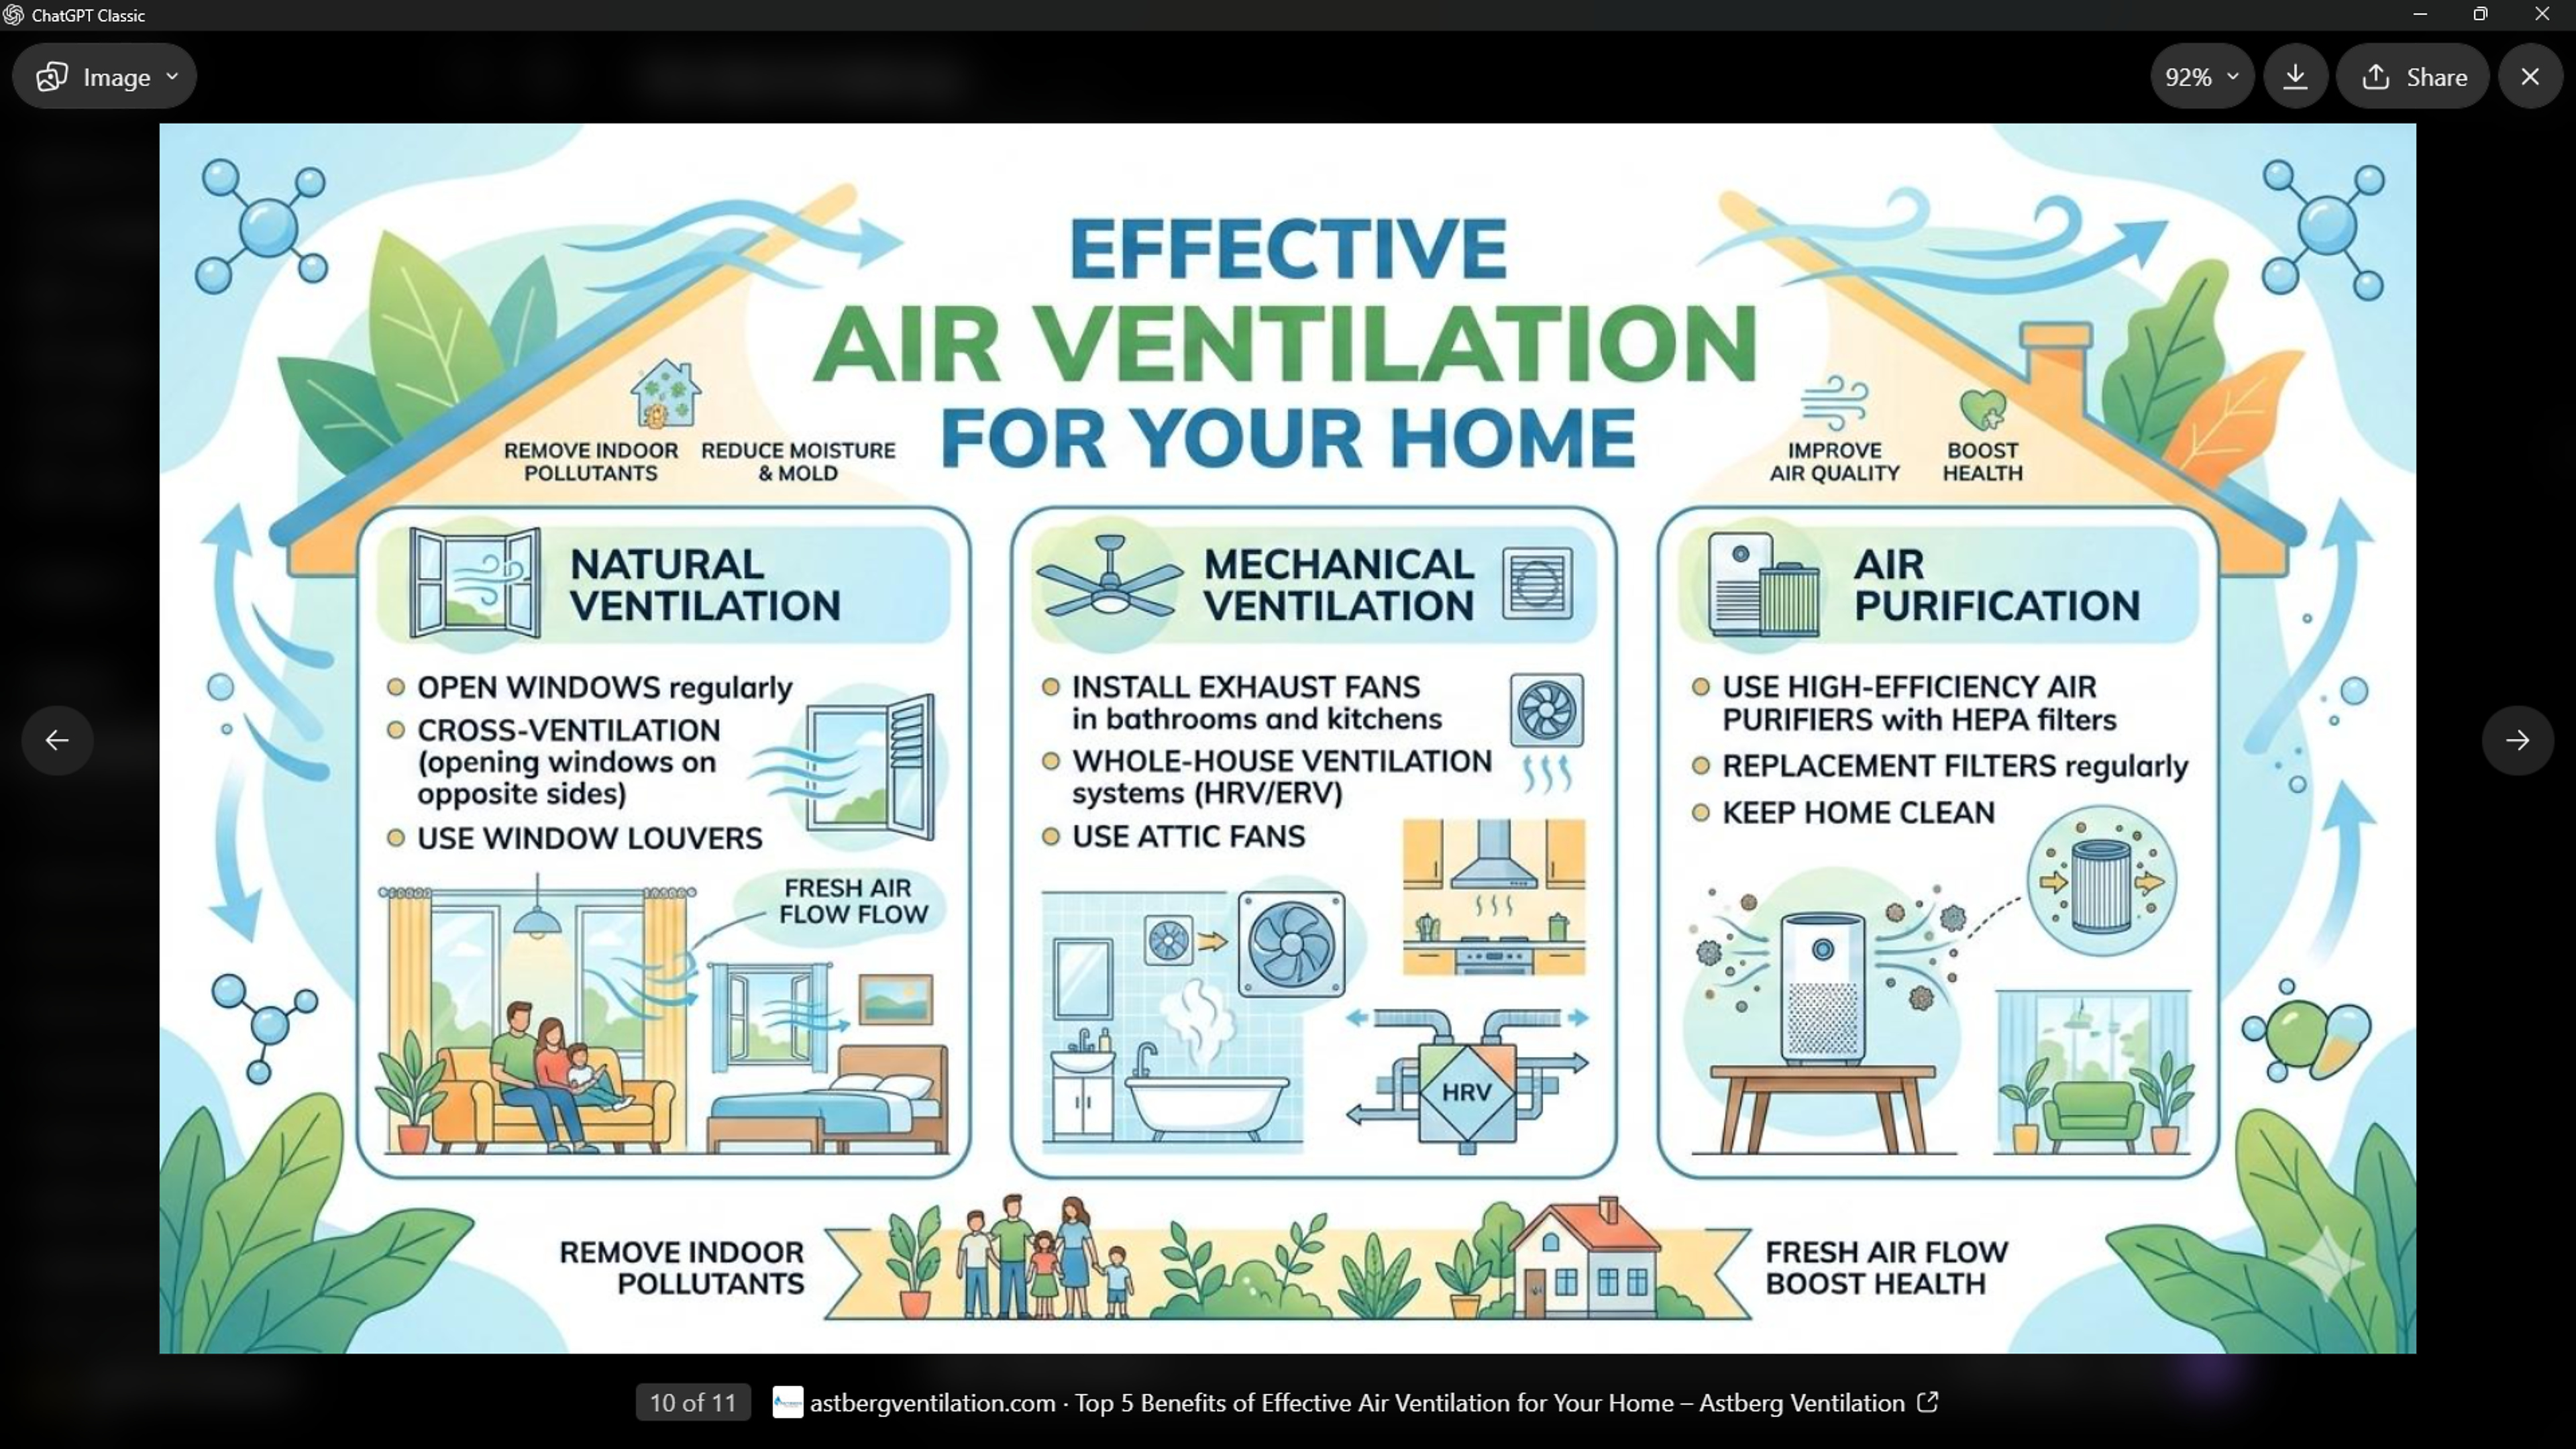 ChatGPT Classic
Image
92%
Share
EFFECTIVE
AIR VENTILATION
FOR YOUR HOME
REMOVE INDOOR
POLLUTANTS
REDUCE MOISTURE
& MOLD
IMPROVE
AIR QUALITY
BOOST
HEALTH
NATURAL
VENTILATION
OPEN WINDOWS regularly
CROSS-VENTILATION
(opening windows on
opposite sides)
USE WINDOW LOUVERS
FRESH AIR
FLOW FLOW
MECHANICAL
VENTILATION
INSTALL EXHAUST FANS
in bathrooms and kitchens
WHOLE-HOUSE VENTILATION
systems (HRV/ERV)
USE ATTIC FANS
HRV
AIR
PURIFICATION
USE HIGH-EFFICIENCY AIR
PURIFIERS with HEPA filters
REPLACEMENT FILTERS regularly
KEEP HOME CLEAN
REMOVE INDOOR
POLLUTANTS
FRESH AIR FLOW
BOOST HEALTH
10 of 11
astbergventilation.com · Top 5 Benefits of Effective Air Ventilation for Your Home – Astberg Ventilation